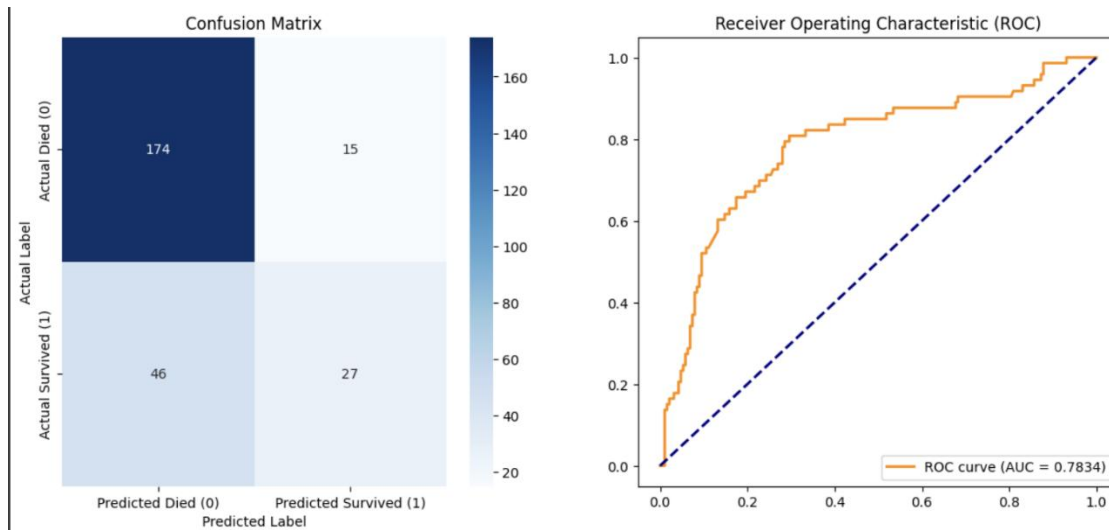 Confusion Matrix
Actual Label
Actual Died (0)
Actual Survived (1)
174
15
46
27
Predicted Died (0)
Predicted Survived (1)
Predicted Label
160
140
120
100
80
60
40
20
Receiver Operating Characteristic (ROC)
1.0
0.8
0.6
0.4
0.2
0.0
0.0
0.2
0.4
0.6
0.8
1.0
ROC curve (AUC = 0.7834)